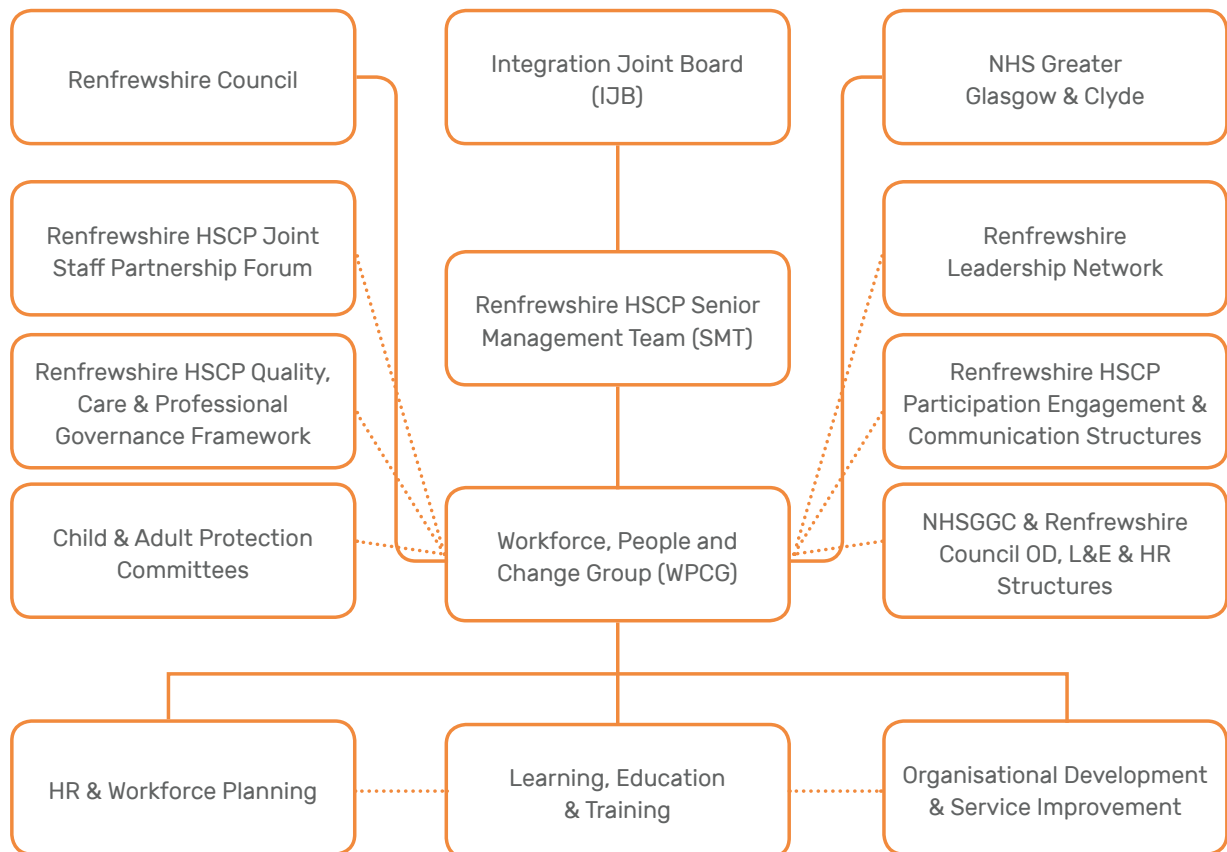 Renfrewshire Council
Integration Joint Board
(IJB)
NHS Greater
Glasgow & Clyde
Renfrewshire HSCP Joint
Staff Partnership Forum
Renfrewshire
Leadership Network
Renfrewshire HSCP Senior
Management Team (SMT)
Renfrewshire HSCP Quality,
Care & Professional
Governance Framework
Renfrewshire HSCP
Participation Engagement &
Communication Structures
Child & Adult Protection
Committees
Workforce, People and
Change Group (WPCG)
NHSGGC & Renfrewshire
Council OD, L&E & HR
Structures
HR & Workforce Planning
Learning, Education
& Training
Organisational Development
& Service Improvement